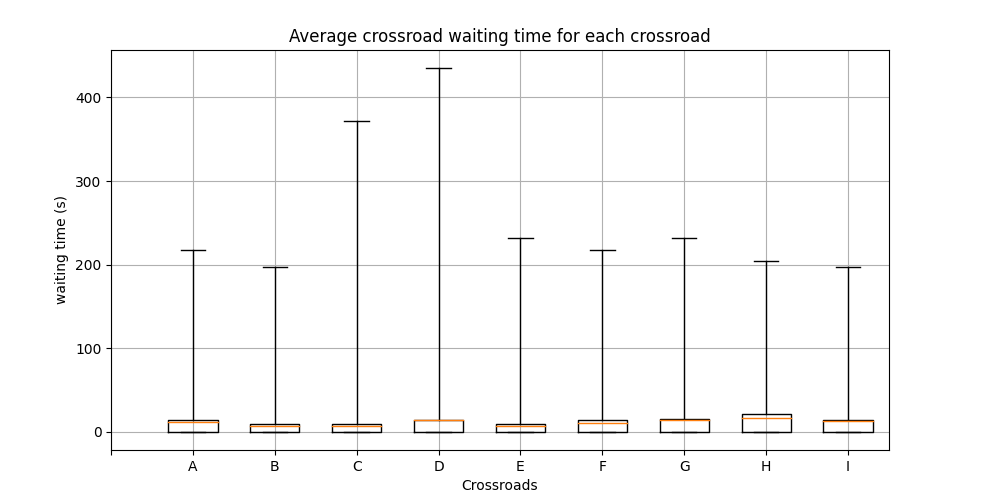 Average crossroad waiting time for each crossroad
waiting time (s)
400
300
200
100
0
A B C D E F G H I
Crossroads